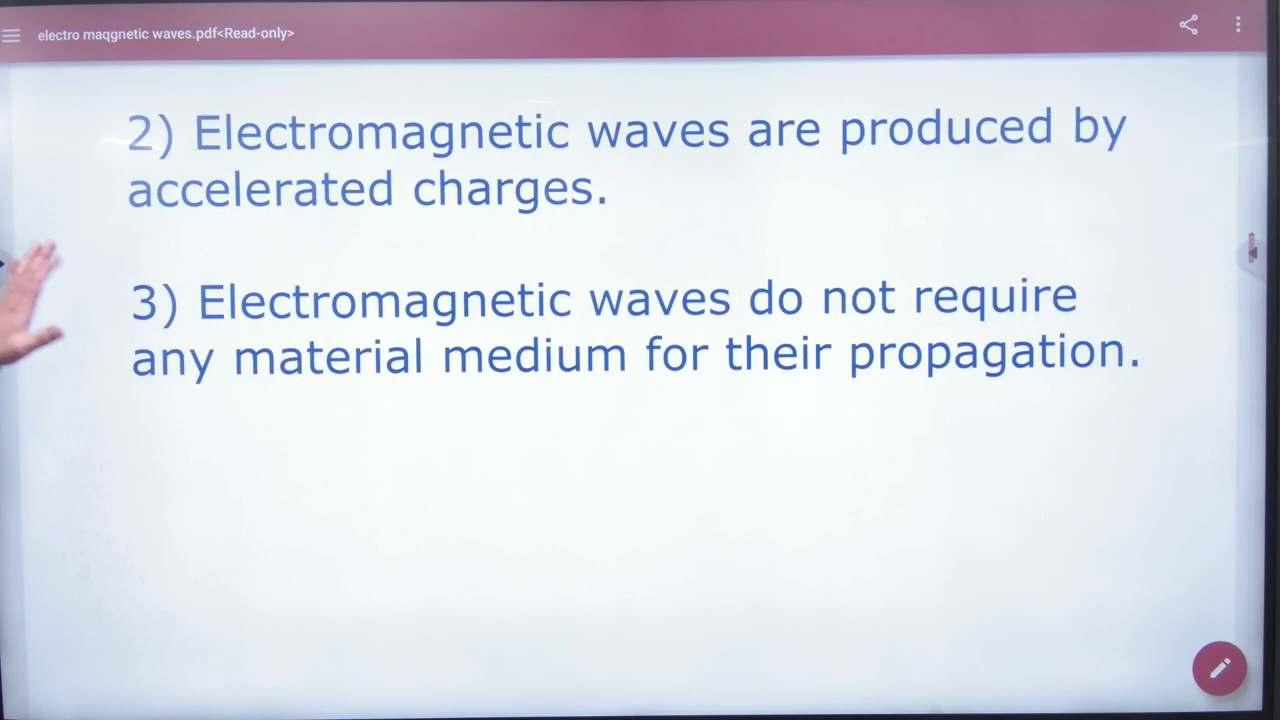 electro maqgnetic waves.pdf<Read-only>
2) Electromagnetic waves are produced by
accelerated charges.
3) Electromagnetic waves do not require
any material medium for their propagation.